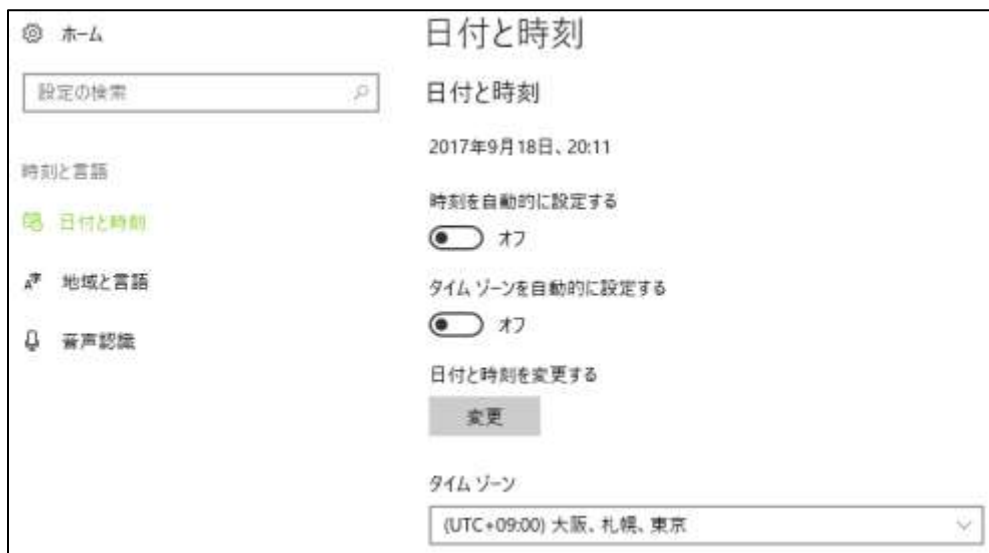 ホーム
設定の検索
時刻と言語
日付と時刻
地域と言語
音声認識
日付と時刻
日付と時刻
2017年9月18日、20:11
時刻を自動的に設定する
オフ
タイム ゾーンを自動的に設定する
オフ
日付と時刻を変更する
変更
タイム ゾーン
(UTC+09:00) 大阪、札幌、東京